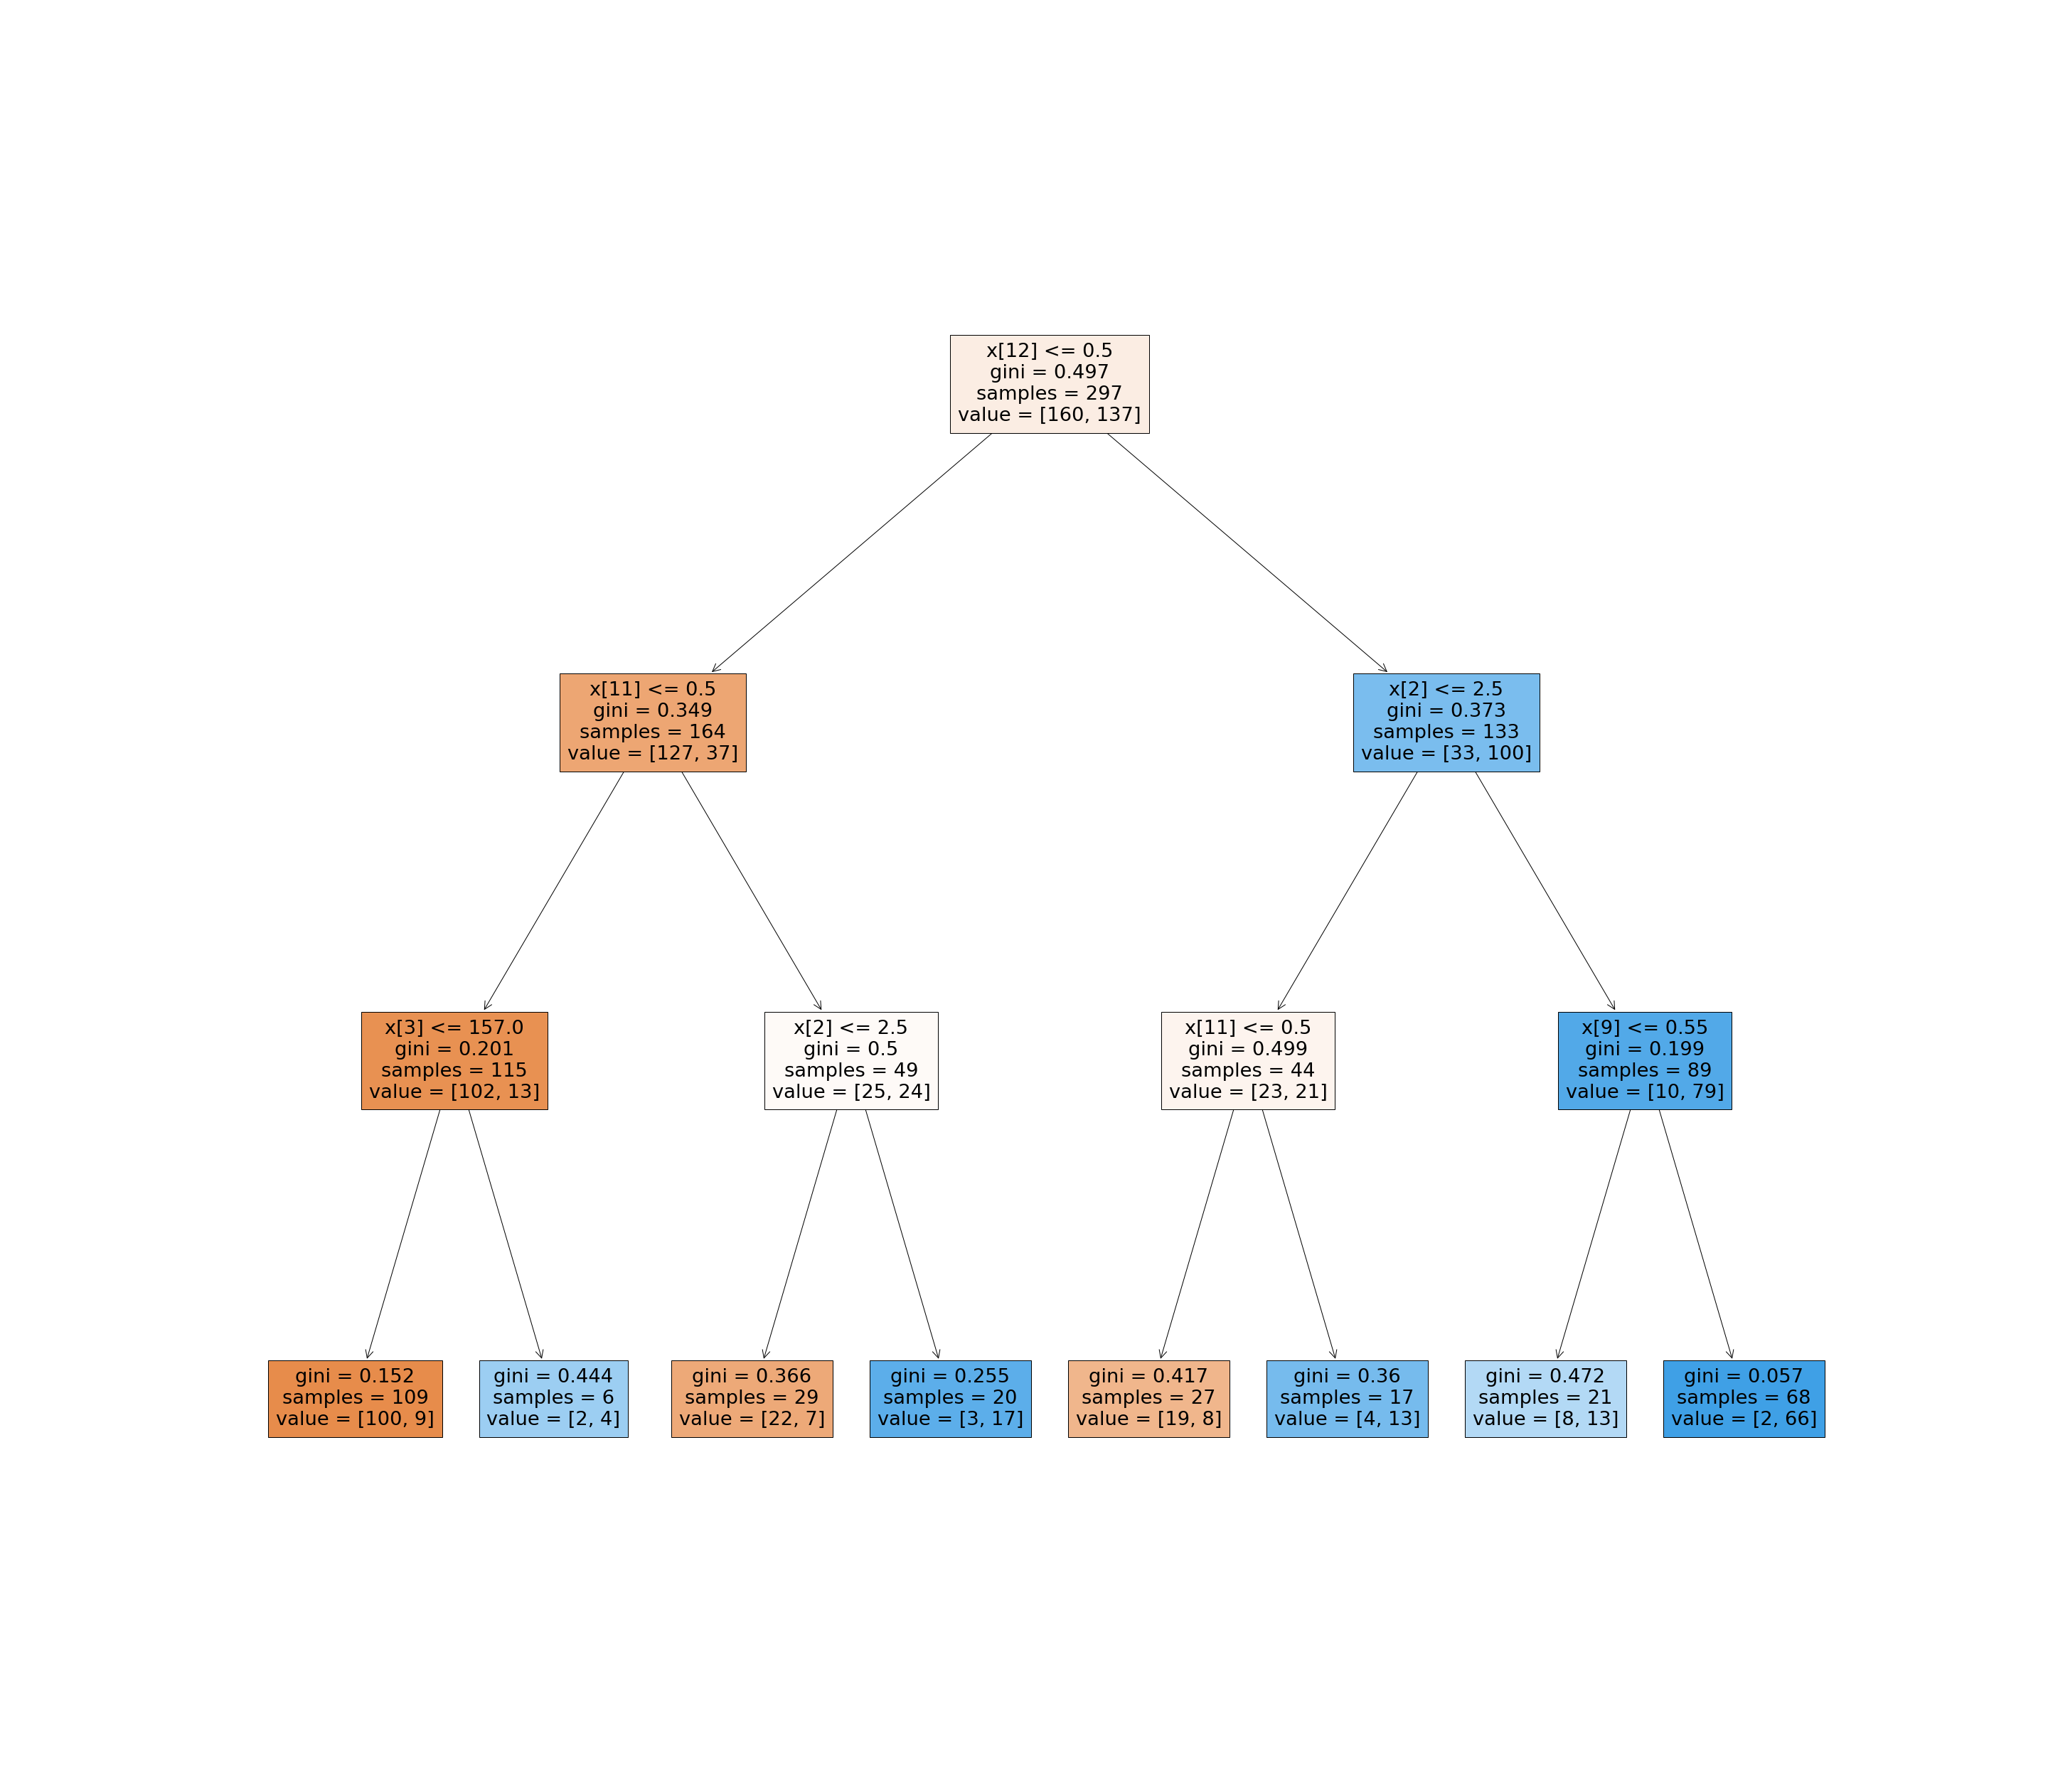 x[12] <= 0.5
gini = 0.497
samples = 297
value = [160, 137]
x[11] <= 0.5
gini = 0.349
samples = 164
value = [127, 37]
x[2] <= 2.5
gini = 0.373
samples = 133
value = [33, 100]
x[3] <= 157.0
gini = 0.201
samples = 115
value = [102, 13]
x[2] <= 2.5
gini = 0.5
samples = 49
value = [25, 24]
x[11] <= 0.5
gini = 0.499
samples = 44
value = [23, 21]
x[9] <= 0.55
gini = 0.199
samples = 89
value = [10, 79]
gini = 0.152
samples = 109
value = [100, 9]
gini = 0.444
samples = 6
value = [2, 4]
gini = 0.366
samples = 29
value = [22, 7]
gini = 0.255
samples = 20
value = [3, 17]
gini = 0.417
samples = 27
value = [19, 8]
gini = 0.36
samples = 17
value = [4, 13]
gini = 0.472
samples = 21
value = [8, 13]
gini = 0.057
samples = 68
value = [2, 66]